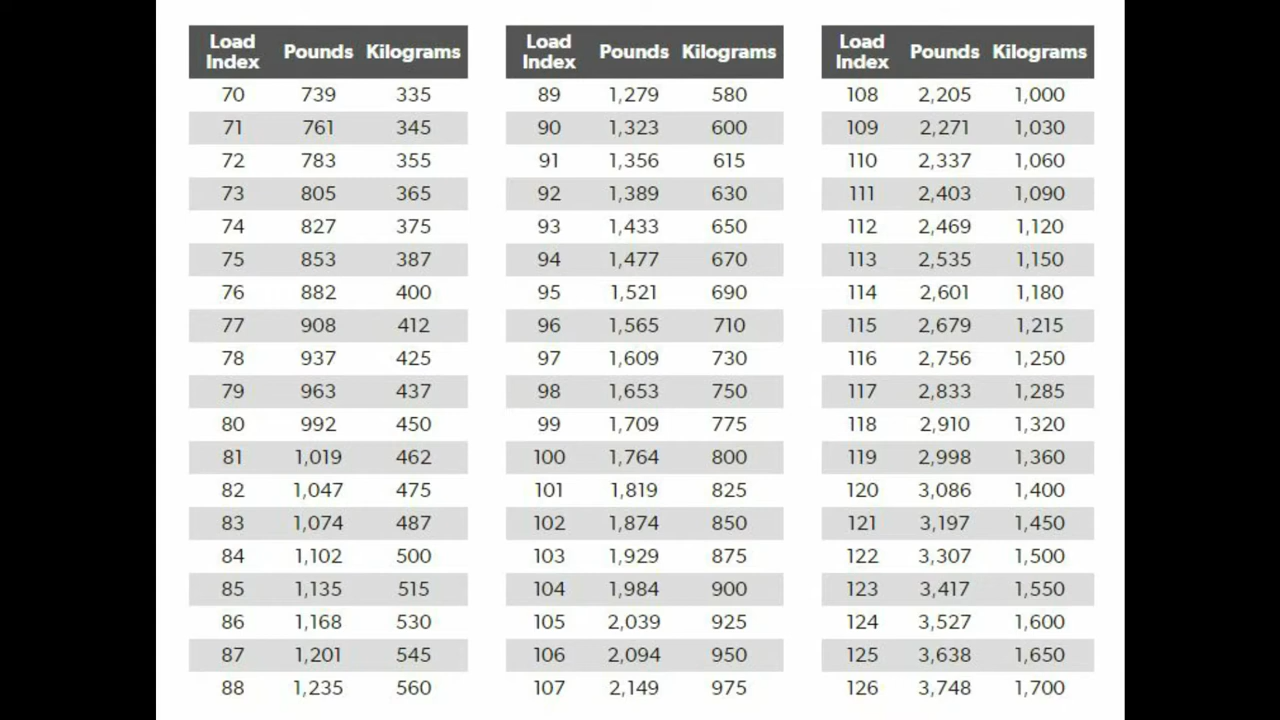 Load Index Pounds Kilograms
70 739 335
71 761 345
72 783 355
73 805 365
74 827 375
75 853 387
76 882 400
77 908 412
78 937 425
79 963 437
80 992 450
81 1,019 462
82 1,047 475
83 1,074 487
84 1,102 500
85 1,135 515
86 1,168 530
87 1,201 545
88 1,235 560
Load Index Pounds Kilograms
89 1,279 580
90 1,323 600
91 1,356 615
92 1,389 630
93 1,433 650
94 1,477 670
95 1,521 690
96 1,565 710
97 1,609 730
98 1,653 750
99 1,709 775
100 1,764 800
101 1,819 825
102 1,874 850
103 1,929 875
104 1,984 900
105 2,039 925
106 2,094 950
107 2,149 975
Load Index Pounds Kilograms
108 2,205 1,000
109 2,271 1,030
110 2,337 1,060
111 2,403 1,090
112 2,469 1,120
113 2,535 1,150
114 2,601 1,180
115 2,679 1,215
116 2,756 1,250
117 2,833 1,285
118 2,910 1,320
119 2,998 1,360
120 3,086 1,400
121 3,197 1,450
122 3,307 1,500
123 3,417 1,550
124 3,527 1,600
125 3,638 1,650
126 3,748 1,700